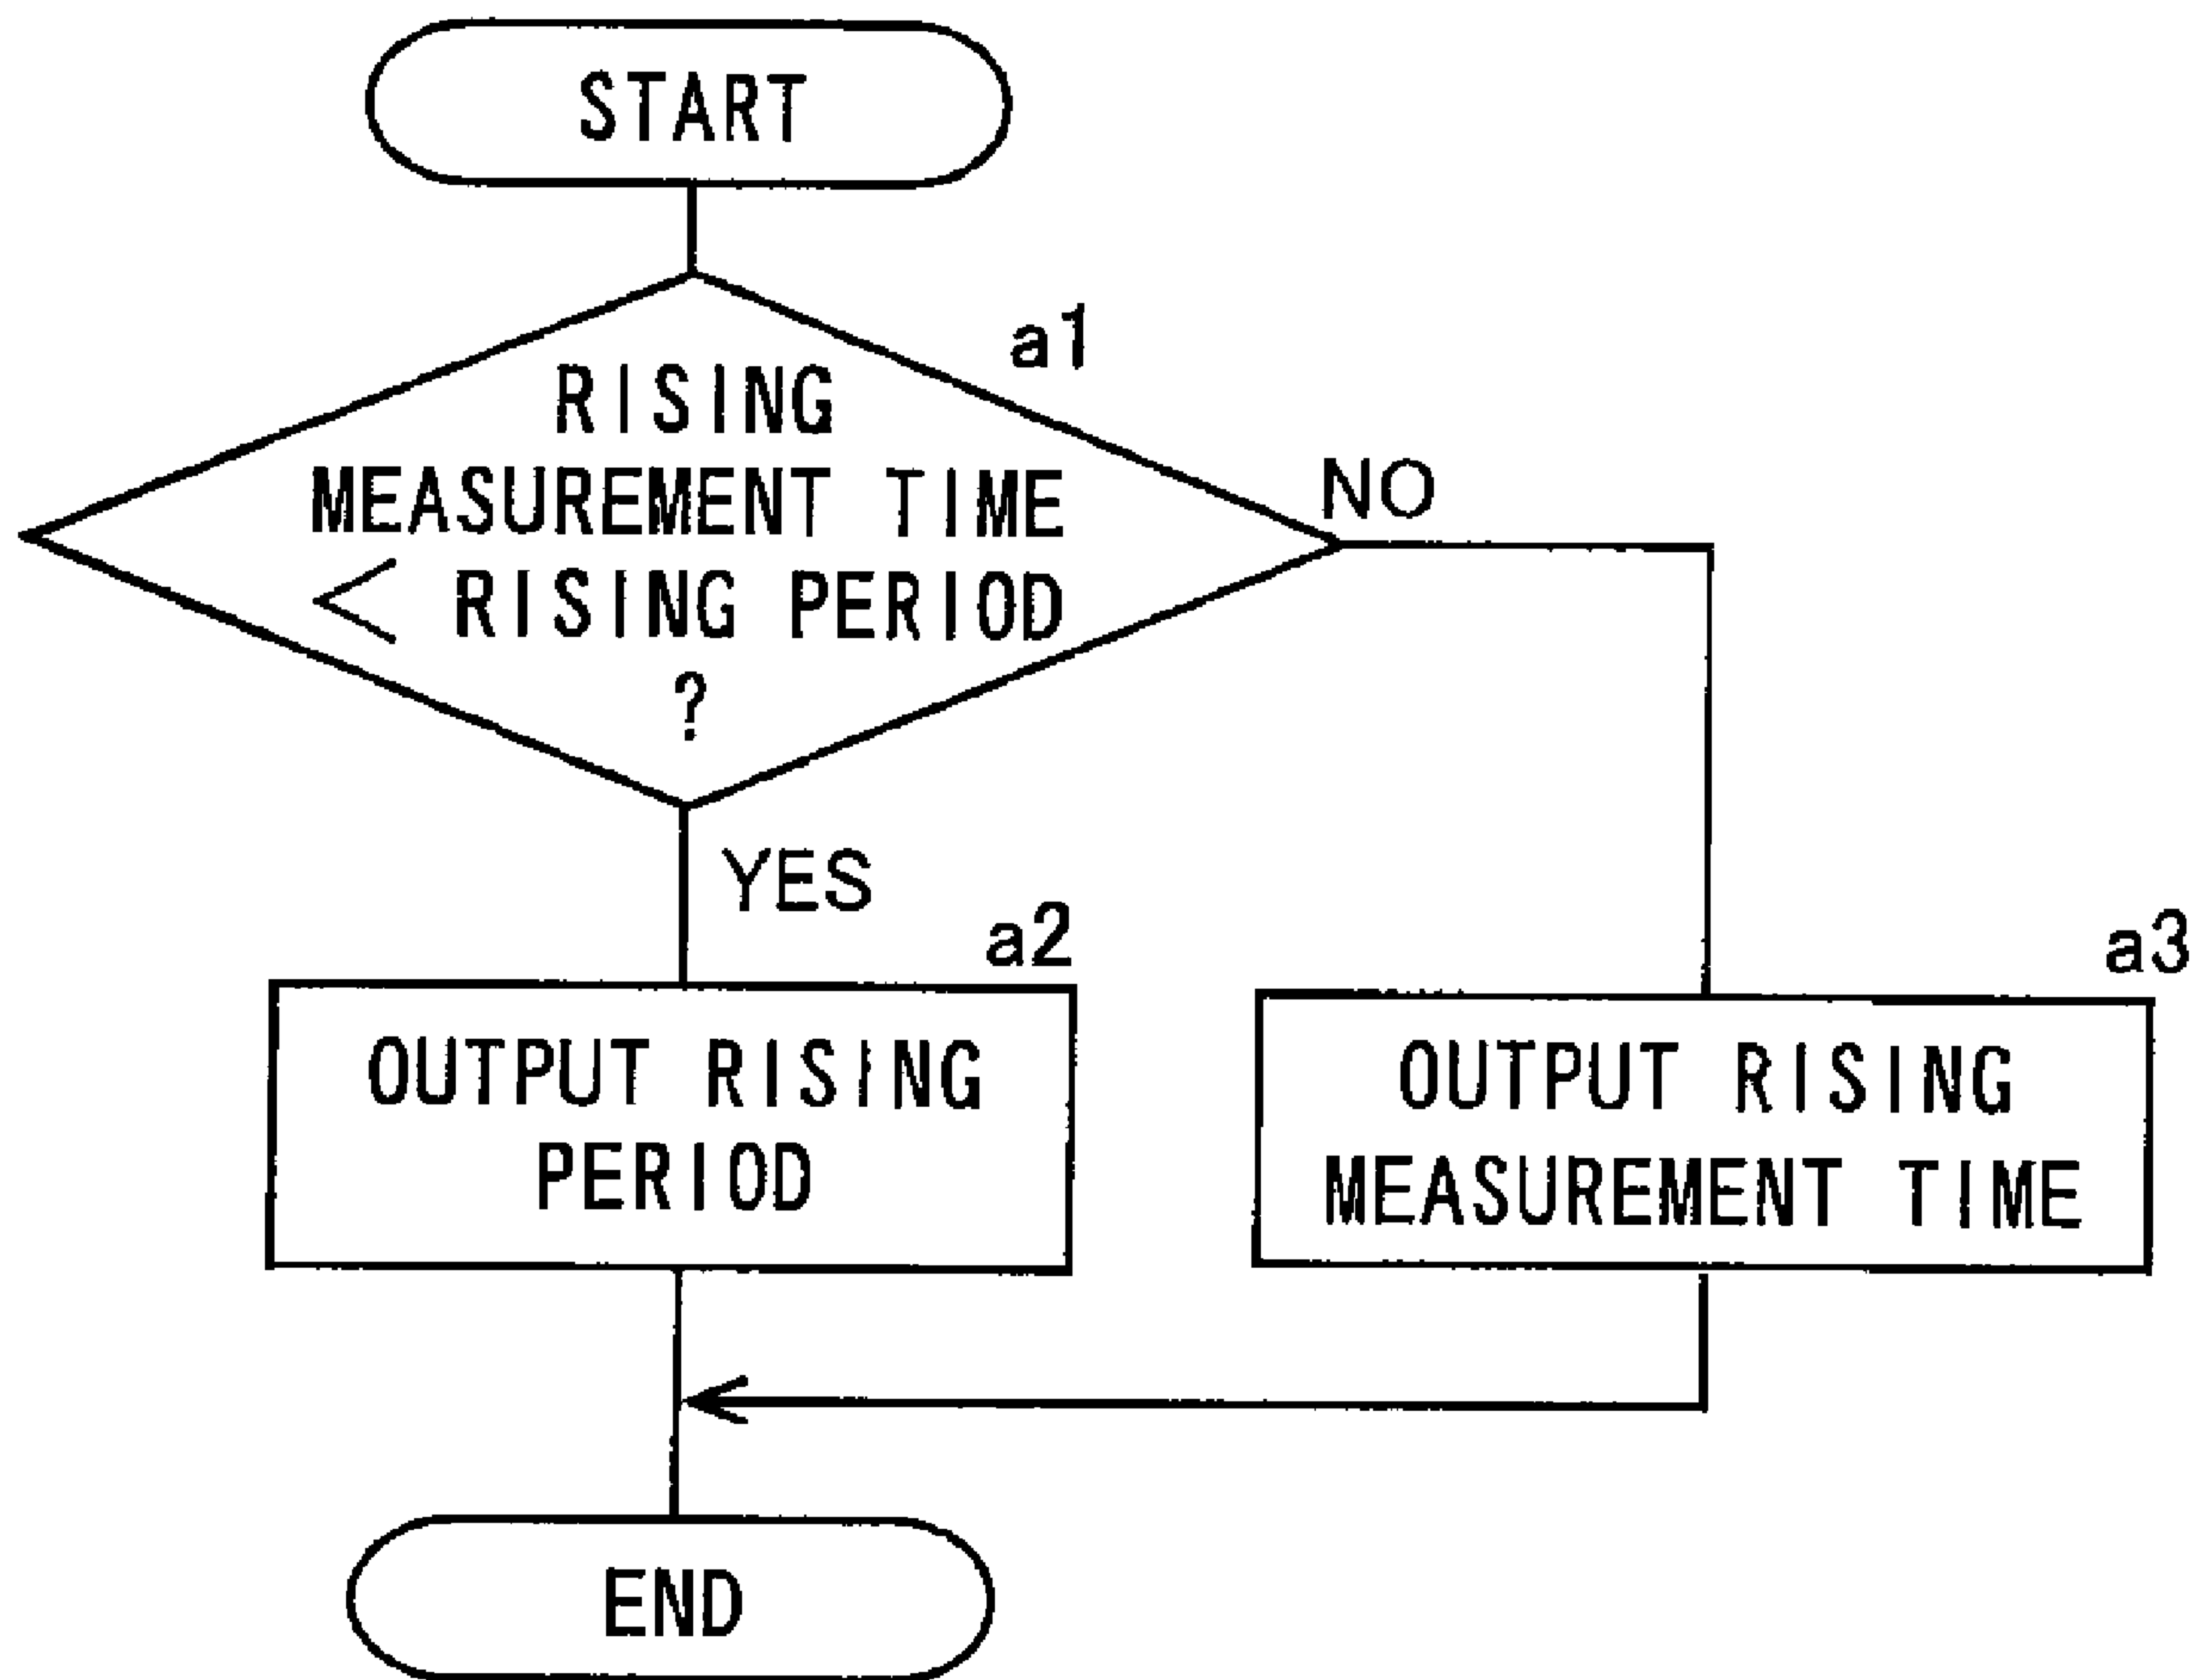 START
a1
RISING
MEASUREMENT TIME
< RISING PERIOD
?
NO
YES
a2
OUTPUT RISING
PERIOD
a3
OUTPUT RISING
MEASUREMENT TIME
END